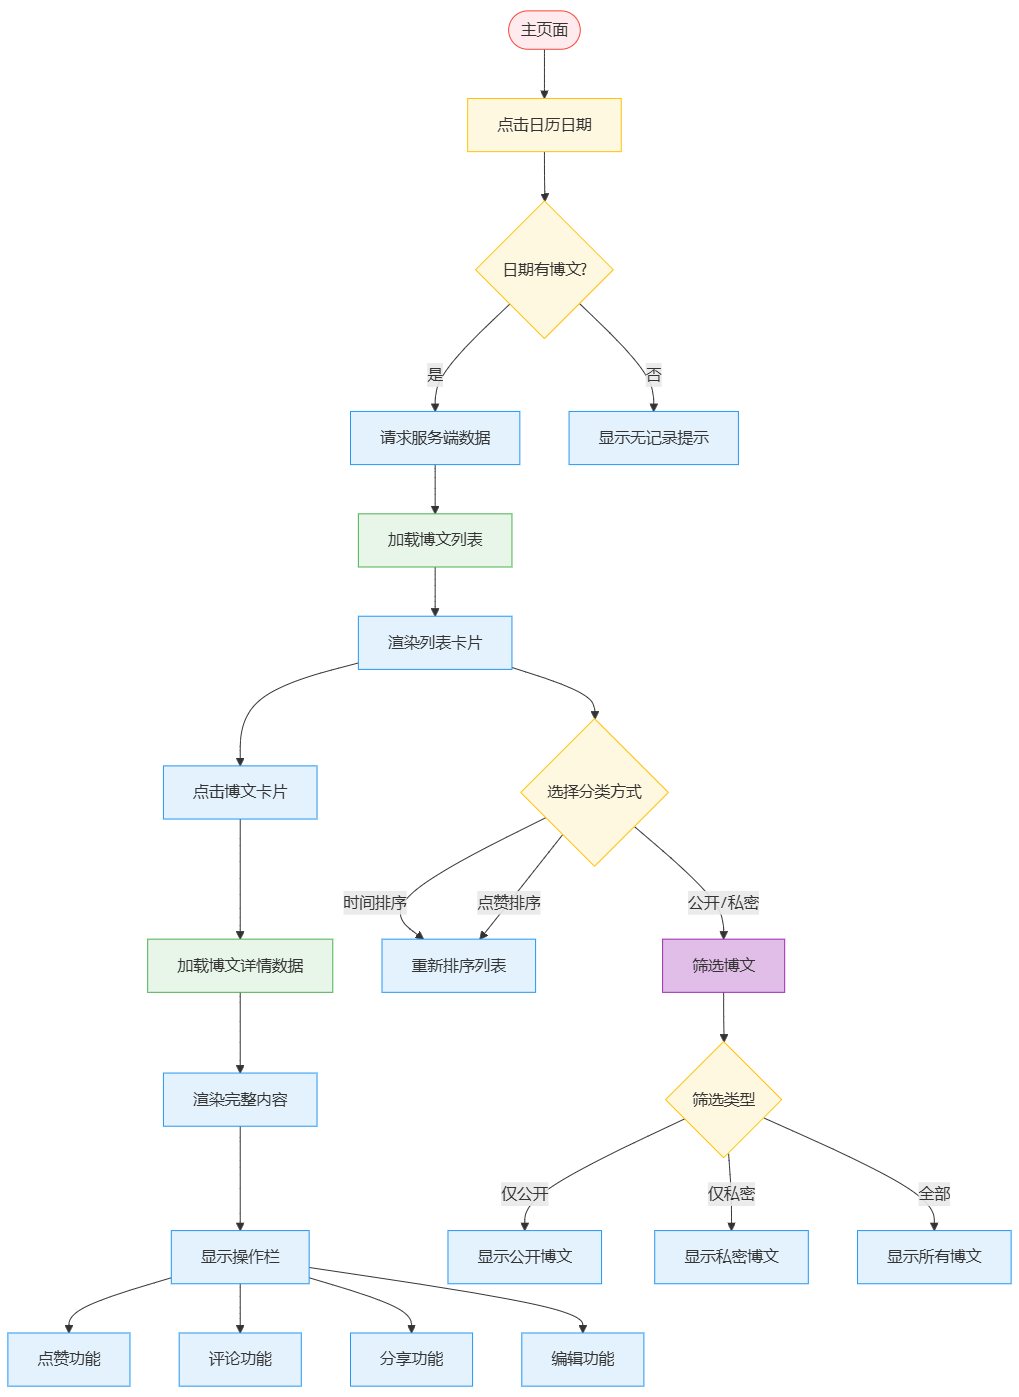 主页面
点击日历日期
日期有博文?
是
否
请求服务端数据
显示无记录提示
加载博文列表
渲染列表卡片
点击博文卡片
选择分类方式
时间排序
点赞排序
公开/私密
加载博文详情数据
重新排序列表
筛选博文
渲染完整内容
筛选类型
仅公开
仅私密
全部
显示操作栏
显示公开博文
显示私密博文
显示所有博文
点赞功能
评论功能
分享功能
编辑功能